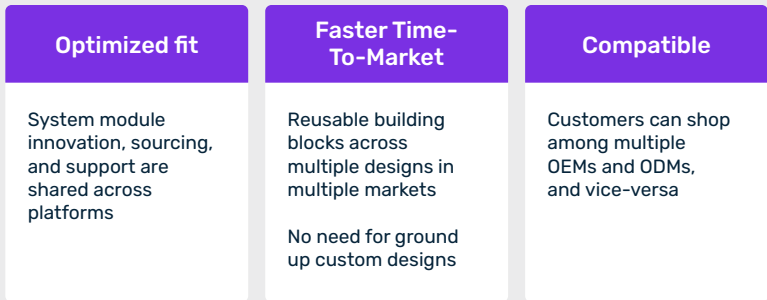 Optimized fit
System module
innovation, sourcing,
and support are
shared across
platforms
Faster Time-
To-Market
Reusable building
blocks across
multiple designs in
multiple markets
No need for ground
up custom designs
Compatible
Customers can shop
among multiple
OEMs and ODMs,
and vice-versa